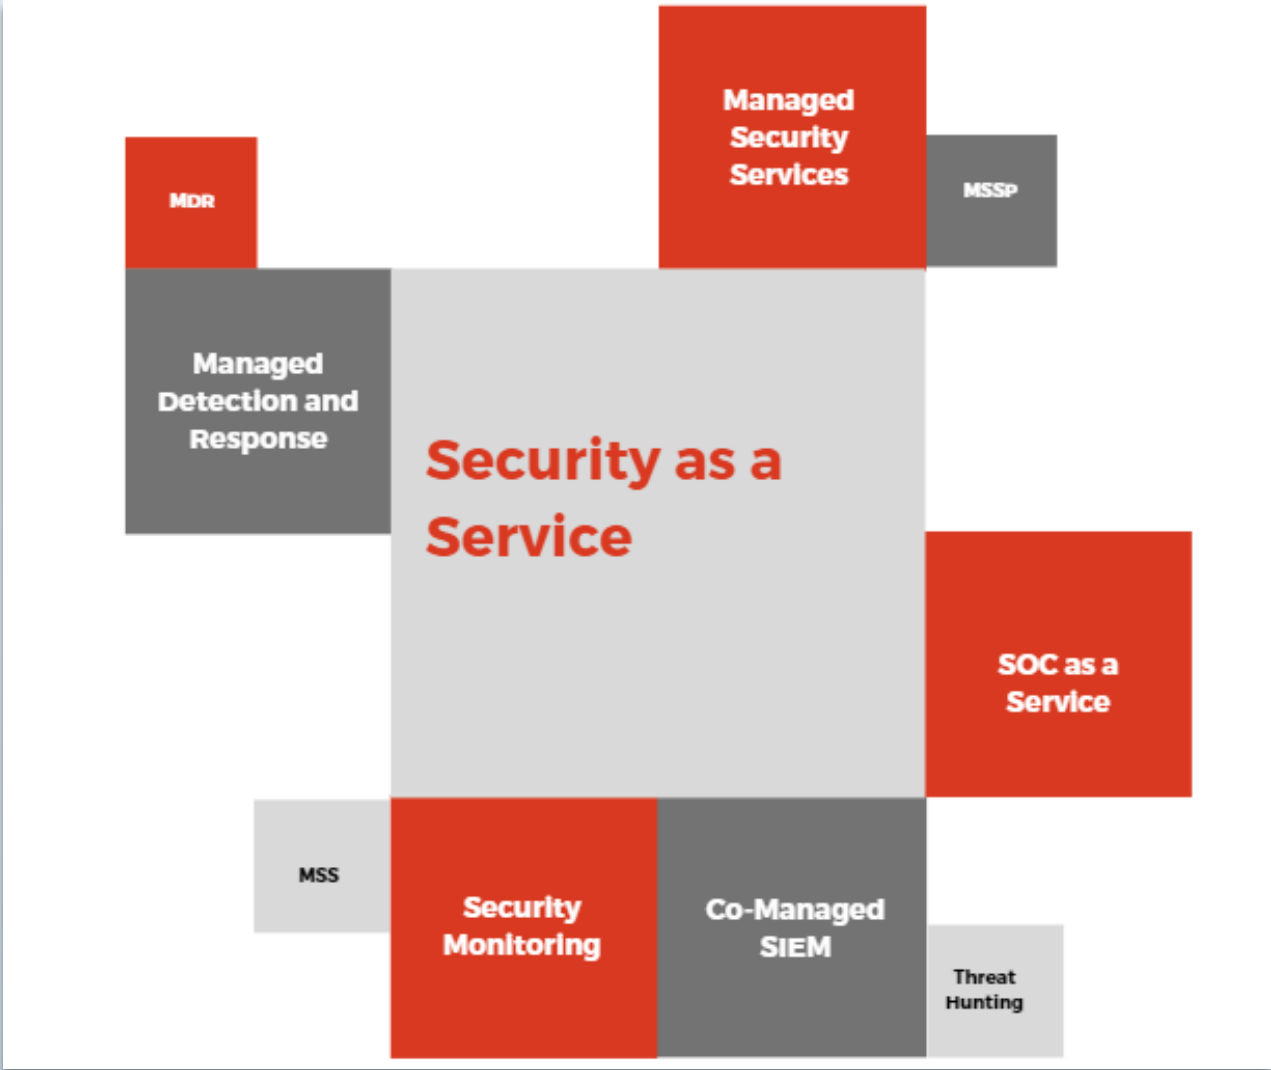 Managed
Security
Services
MSSP
MDR
Managed
Detection and
Response
Security as a
Service
SOC as a
Service
MSS
Security
Monitoring
Co-Managed
SIEM
Threat
Hunting